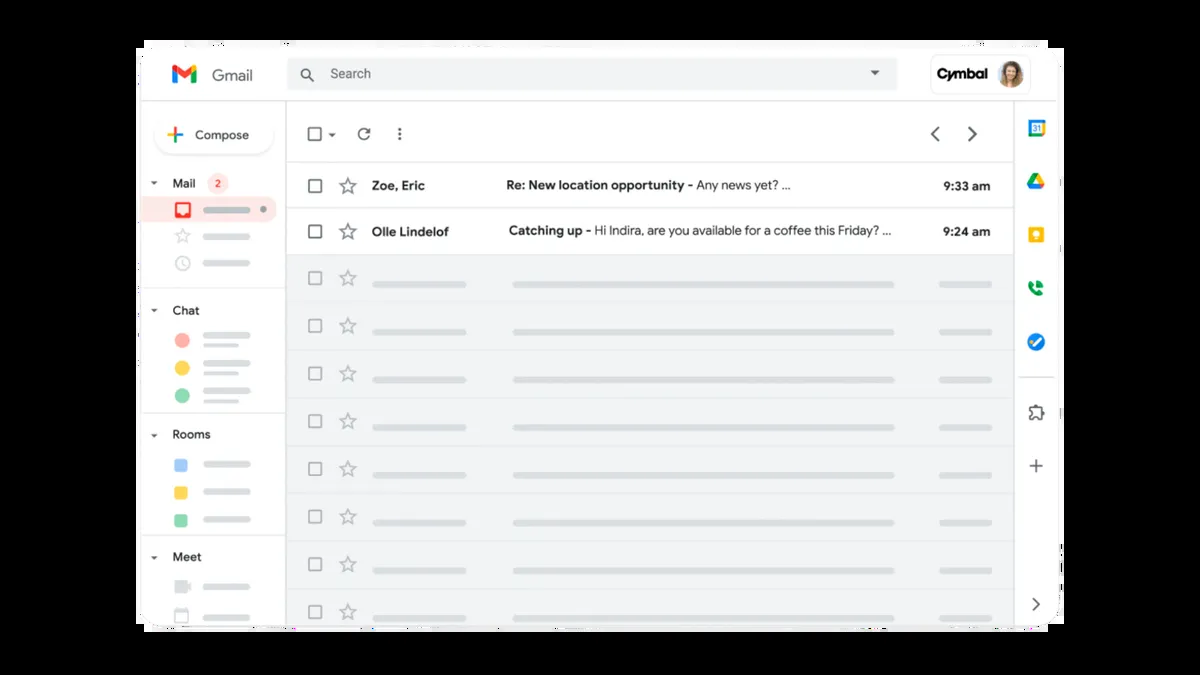 Gmail
Search
Cymbal
Compose
31
Mail 2
Zoe, Eric Re: New location opportunity - Any news yet? ... 9:33 am
Olle Lindelof Catching up - Hi Indira, are you available for a coffee this Friday? ... 9:24 am
Chat
Rooms
Meet